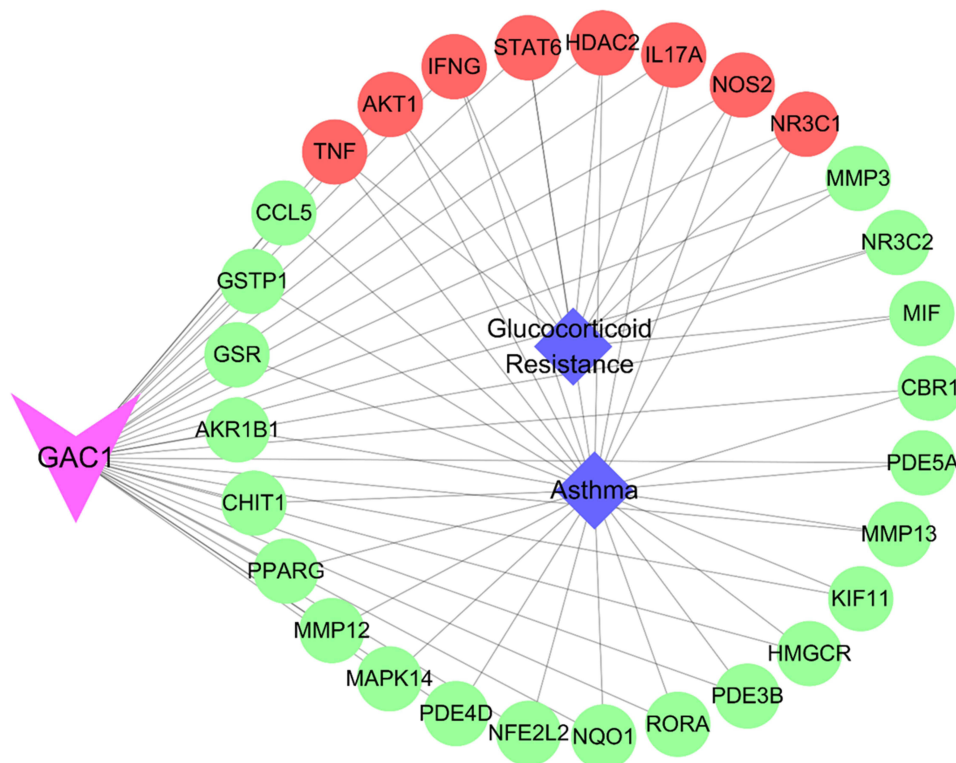 STAT6
HDAC2
IL17A
IFNG
NOS2
AKT1
NR3C1
TNF
MMP3
CCL5
NR3C2
GSTP1
MIF
Glucocorticoid
Resistance
GSR
CBR1
AKR1B1
GAC1
PDE5A
Asthma
CHIT1
MMP13
PPARG
KIF11
MMP12
HMGCR
MAPK14
PDE3B
PDE4D
RORA
NFE2L2
NQO1